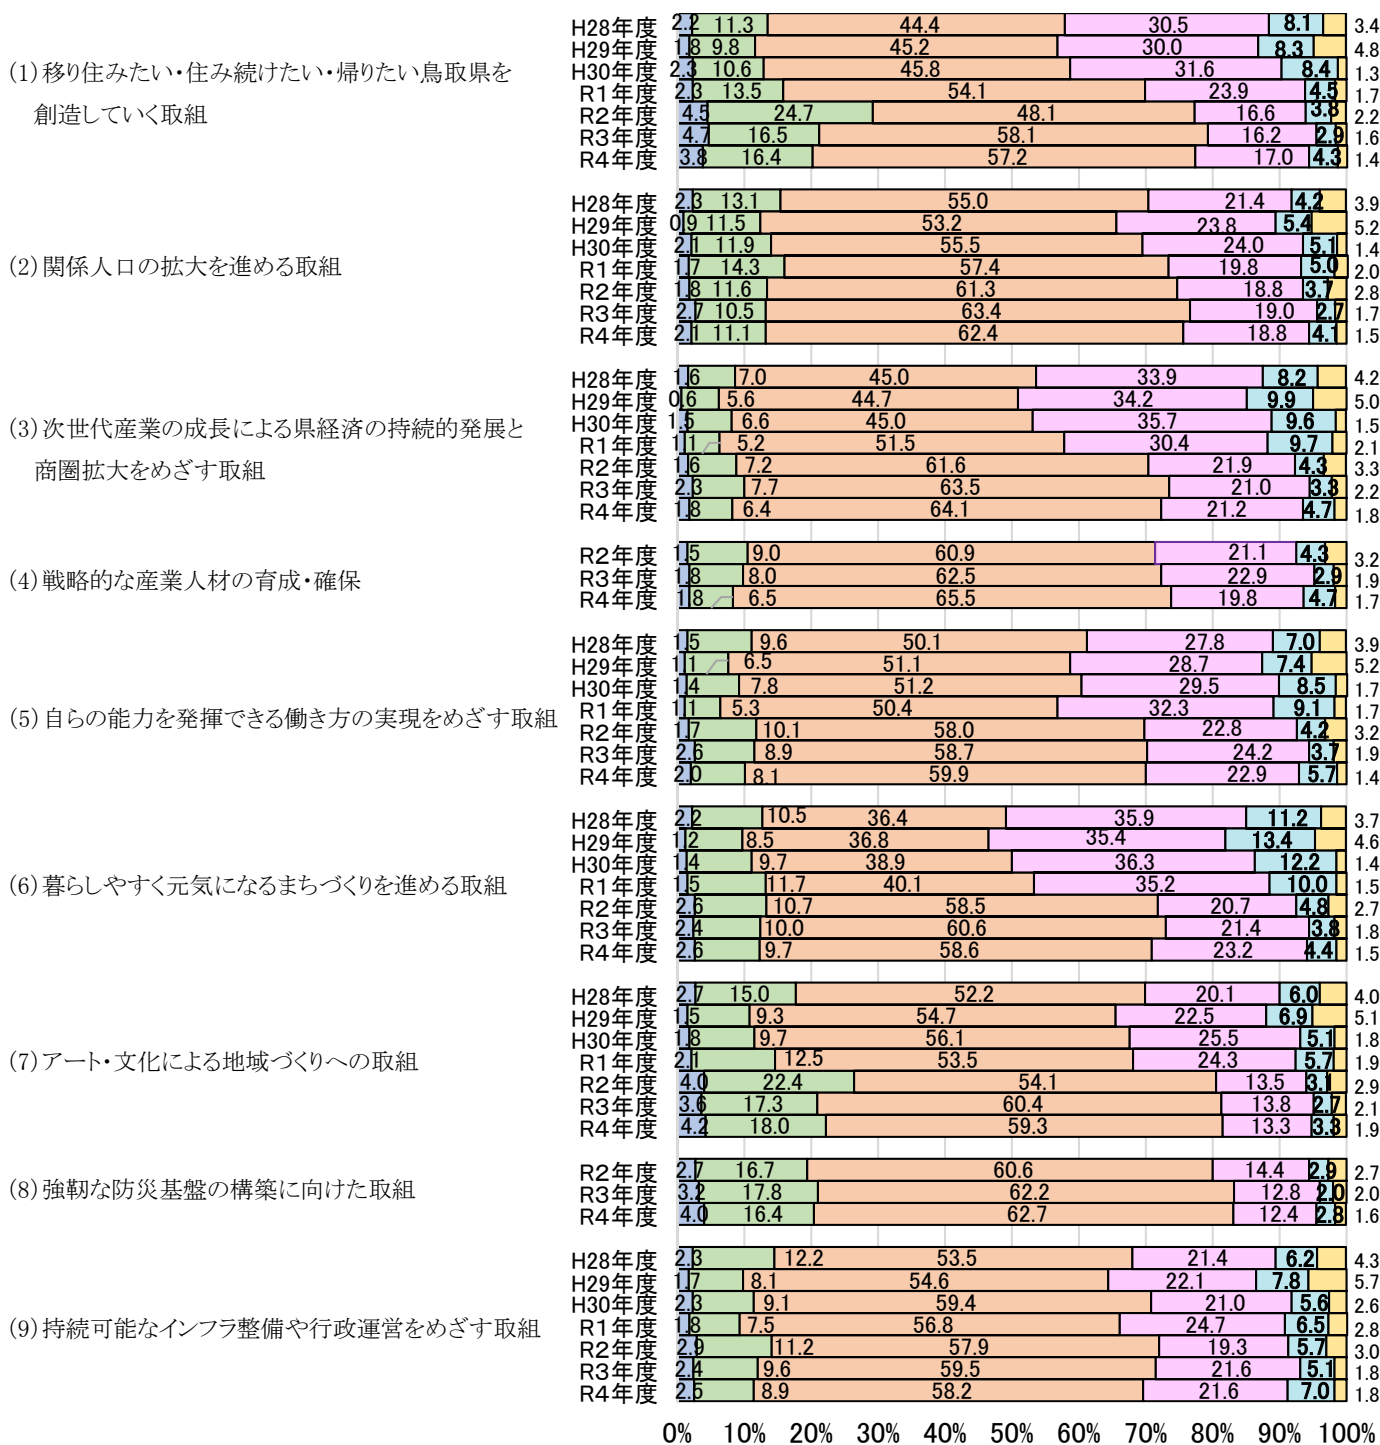 H28年度 2.2 11.3 44.4 30.5 8.1 3.4
H29年度 1.8 9.8 45.2 30.0 8.3 4.8
(1)移り住みたい・住み続けたい・帰りたい鳥取県を
H30年度 2.3 10.6 45.8 31.6 8.4 1.3
R1年度 2.3 13.5 54.1 23.9 4.5 1.7
創造していく取組
R2年度 4.5 24.7 48.1 16.6 3.8 2.2
R3年度 4.7 16.5 58.1 16.2 2.9 1.6
R4年度 3.8 16.4 57.2 17.0 4.3 1.4
H28年度 2.3 13.1 55.0 21.4 4.2 3.9
H29年度 0.9 11.5 53.2 23.8 5.4 5.2
H30年度 2.1 11.9 55.5 24.0 5.1 1.4
(2)関係人口の拡大を進める取組
R1年度 1.7 14.3 57.4 19.8 5.0 2.0
R2年度 1.8 11.6 61.3 18.8 3.7 2.8
R3年度 2.7 10.5 63.4 19.0 2.7 1.7
R4年度 2.1 11.1 62.4 18.8 4.1 1.5
H28年度 1.6 7.0 45.0 33.9 8.2 4.2
H29年度 0.6 5.6 44.7 34.2 9.9 5.0
(3)次世代産業の成長による県経済の持続的発展と
H30年度 1.5 6.6 45.0 35.7 9.6 1.5
R1年度 1.1 5.2 51.5 30.4 9.7 2.1
商圏拡大をめざす取組
R2年度 1.6 7.2 61.6 21.9 4.3 3.3
R3年度 2.3 7.7 63.5 21.0 3.3 2.2
R4年度 1.8 6.4 64.1 21.2 4.7 1.8
R2年度 1.5 9.0 60.9 21.1 4.3 3.2
(4)戦略的な産業人材の育成・確保
R3年度 1.8 8.0 62.5 22.9 2.9 1.9
R4年度 1.8 6.5 65.5 19.8 4.7 1.7
H28年度 1.5 9.6 50.1 27.8 7.0 3.9
H29年度 1.1 6.5 51.1 28.7 7.4 5.2
H30年度 1.4 7.8 51.2 29.5 8.5 1.7
(5)自らの能力を発揮できる働き方の実現をめざす取組
R1年度 1.1 5.3 50.4 32.3 9.1 1.7
R2年度 1.7 10.1 58.0 22.8 4.2 3.2
R3年度 2.6 8.9 58.7 24.2 3.7 1.9
R4年度 2.0 8.1 59.9 22.9 5.7 1.4
H28年度 2.2 10.5 36.4 35.9 11.2 3.7
H29年度 1.2 8.5 36.8 35.4 13.4 4.6
H30年度 1.4 9.7 38.9 36.3 12.2 1.4
(6)暮らしやすく元気になるまちづくりを進める取組
R1年度 1.5 11.7 40.1 35.2 10.0 1.5
R2年度 2.6 10.7 58.5 20.7 4.8 2.7
R3年度 2.4 10.0 60.6 21.4 3.8 1.8
R4年度 2.6 9.7 58.6 23.2 4.4 1.5
H28年度 2.7 15.0 52.2 20.1 6.0 4.0
H29年度 1.5 9.3 54.7 22.5 6.9 5.1
H30年度 1.8 9.7 56.1 25.5 5.1 1.8
(7)アート・文化による地域づくりへの取組
R1年度 2.1 12.5 53.5 24.3 5.7 1.9
R2年度 4.0 22.4 54.1 13.5 3.1 2.9
R3年度 3.6 17.3 60.4 13.8 2.7 2.1
R4年度 4.2 18.0 59.3 13.3 3.3 1.9
R2年度 2.7 16.7 60.6 14.4 2.9 2.7
(8)強靭な防災基盤の構築に向けた取組
R3年度 3.2 17.8 62.2 12.8 2.0 2.0
R4年度 4.0 16.4 62.7 12.4 2.8 1.6
H28年度 2.3 12.2 53.5 21.4 6.2 4.3
H29年度 1.7 8.1 54.6 22.1 7.8 5.7
H30年度 2.3 9.1 59.4 21.0 5.6 2.6
(9)持続可能なインフラ整備や行政運営をめざす取組
R1年度 1.8 7.5 56.8 24.7 6.5 2.8
R2年度 2.9 11.2 57.9 19.3 5.7 3.0
R3年度 2.4 9.6 59.5 21.6 5.1 1.8
R4年度 2.5 8.9 58.2 21.6 7.0 1.8
0% 10% 20% 30% 40% 50% 60% 70% 80% 90% 100%